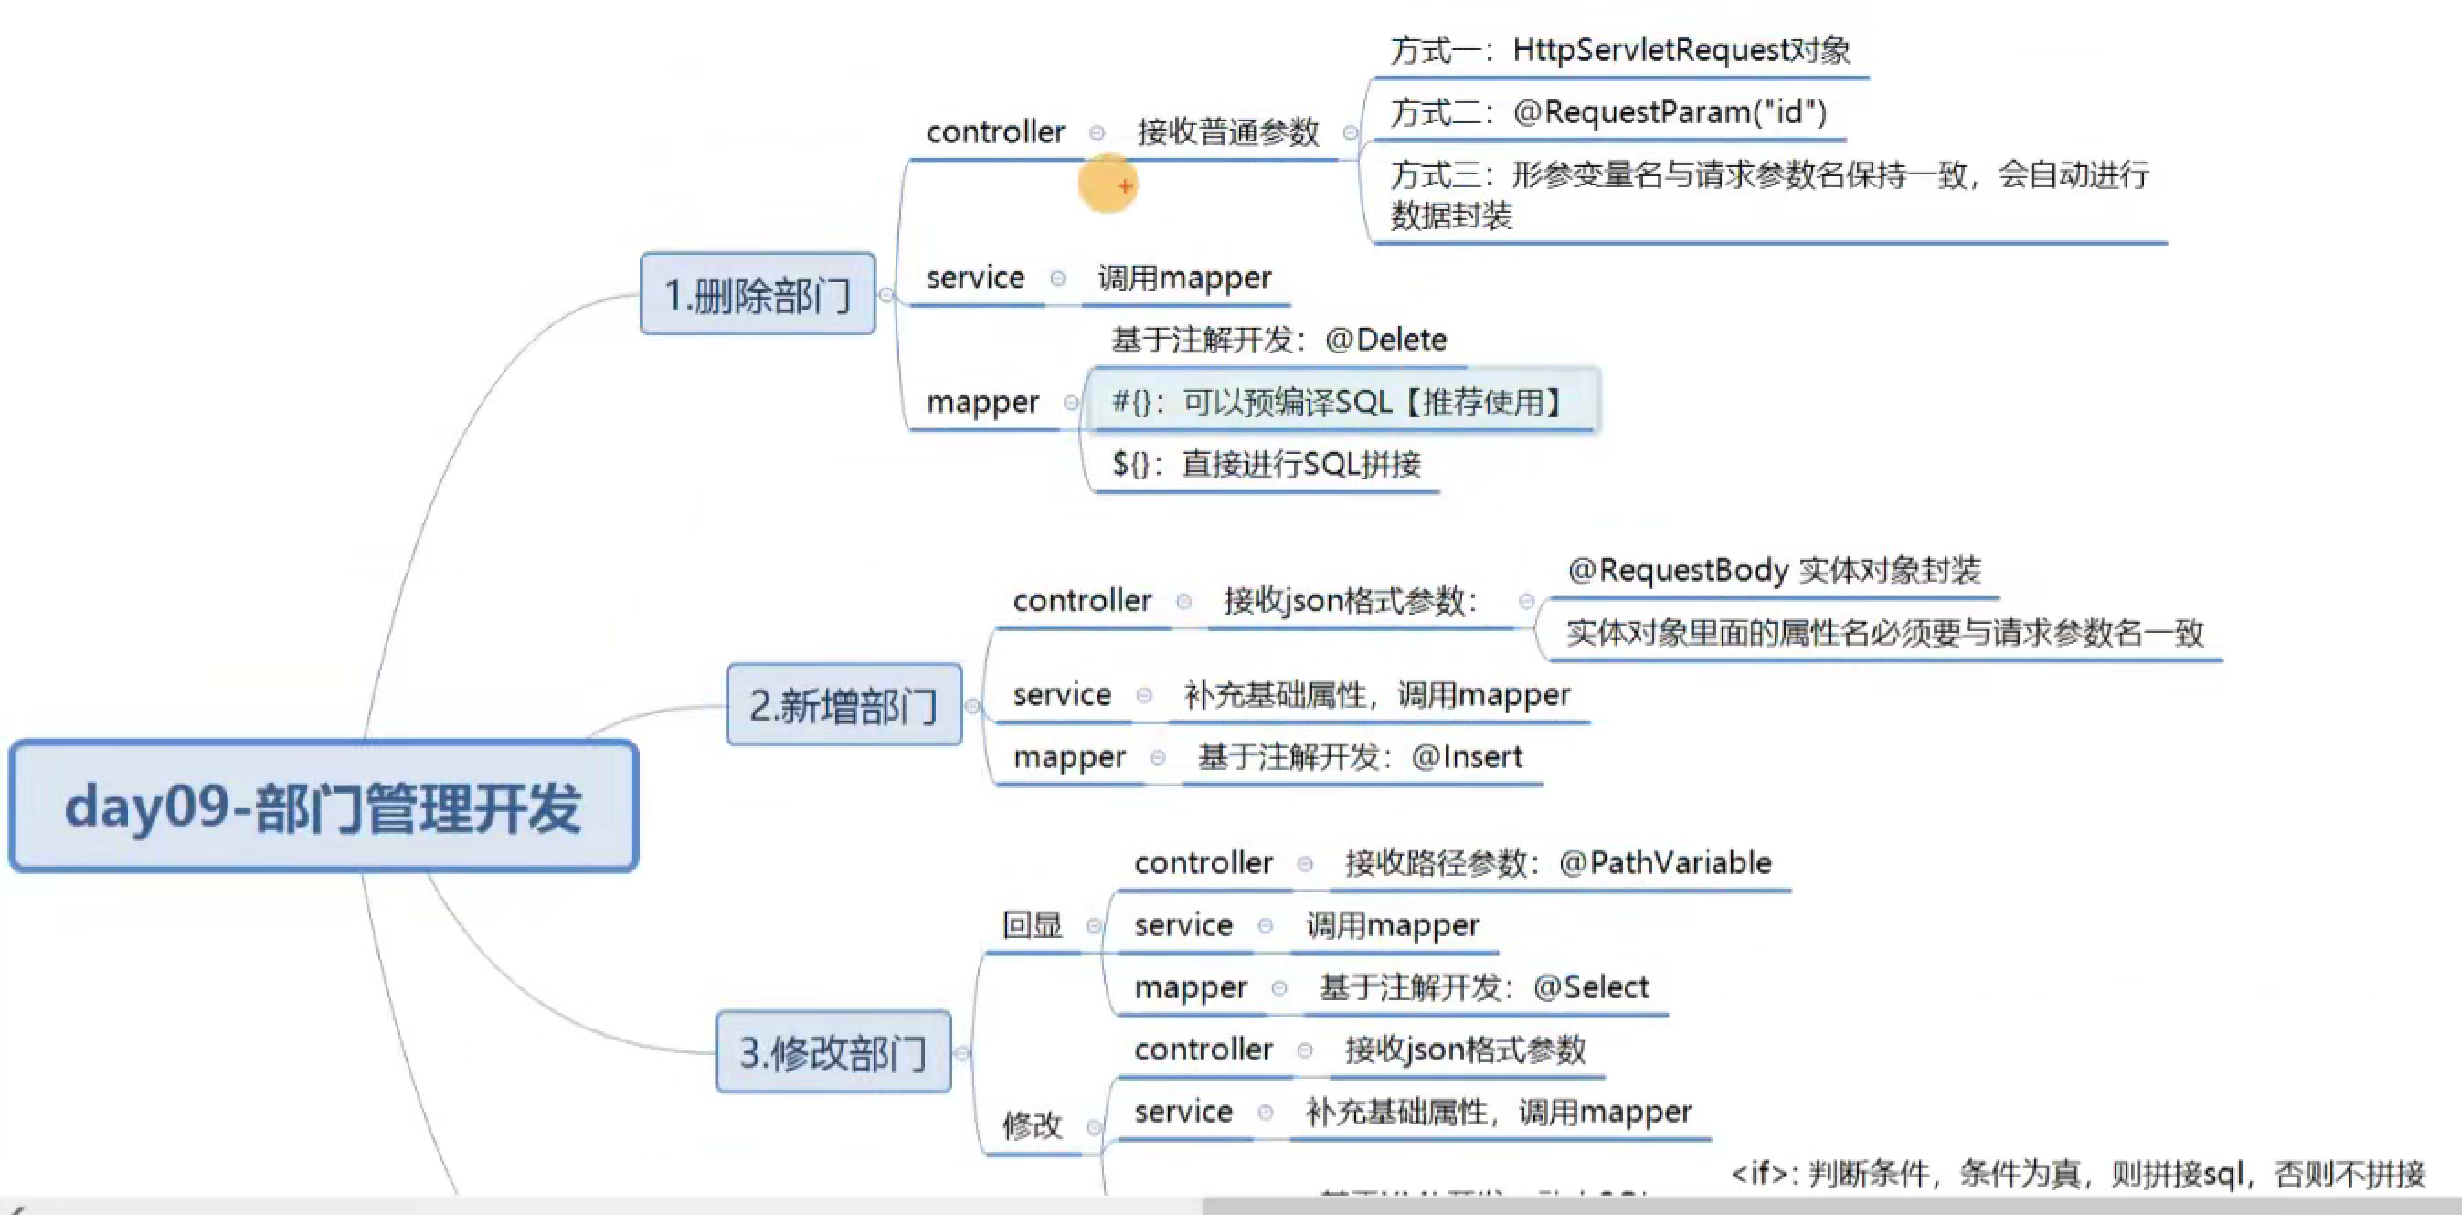 方式一：HttpServletRequest对象
方式二：@RequestParam("id")
方式三：形参变量名与请求参数名保持一致，会自动进行
数据封装
controller
接收普通参数
1.删除部门
service
调用mapper
基于注解开发：@Delete
mapper
#{}：可以预编译SQL【推荐使用】
${}：直接进行SQL拼接
@RequestBody 实体对象封装
controller
接收json格式参数：
实体对象里面的属性名必须要与请求参数名一致
2.新增部门
service
补充基础属性，调用mapper
mapper
基于注解开发：@Insert
day09-部门管理开发
controller
接收路径参数：@PathVariable
回显
service
调用mapper
mapper
基于注解开发：@Select
3.修改部门
controller
接收json格式参数
修改
service
补充基础属性，调用mapper
<if>: 判断条件，条件为真，则拼接sql，否则不拼接